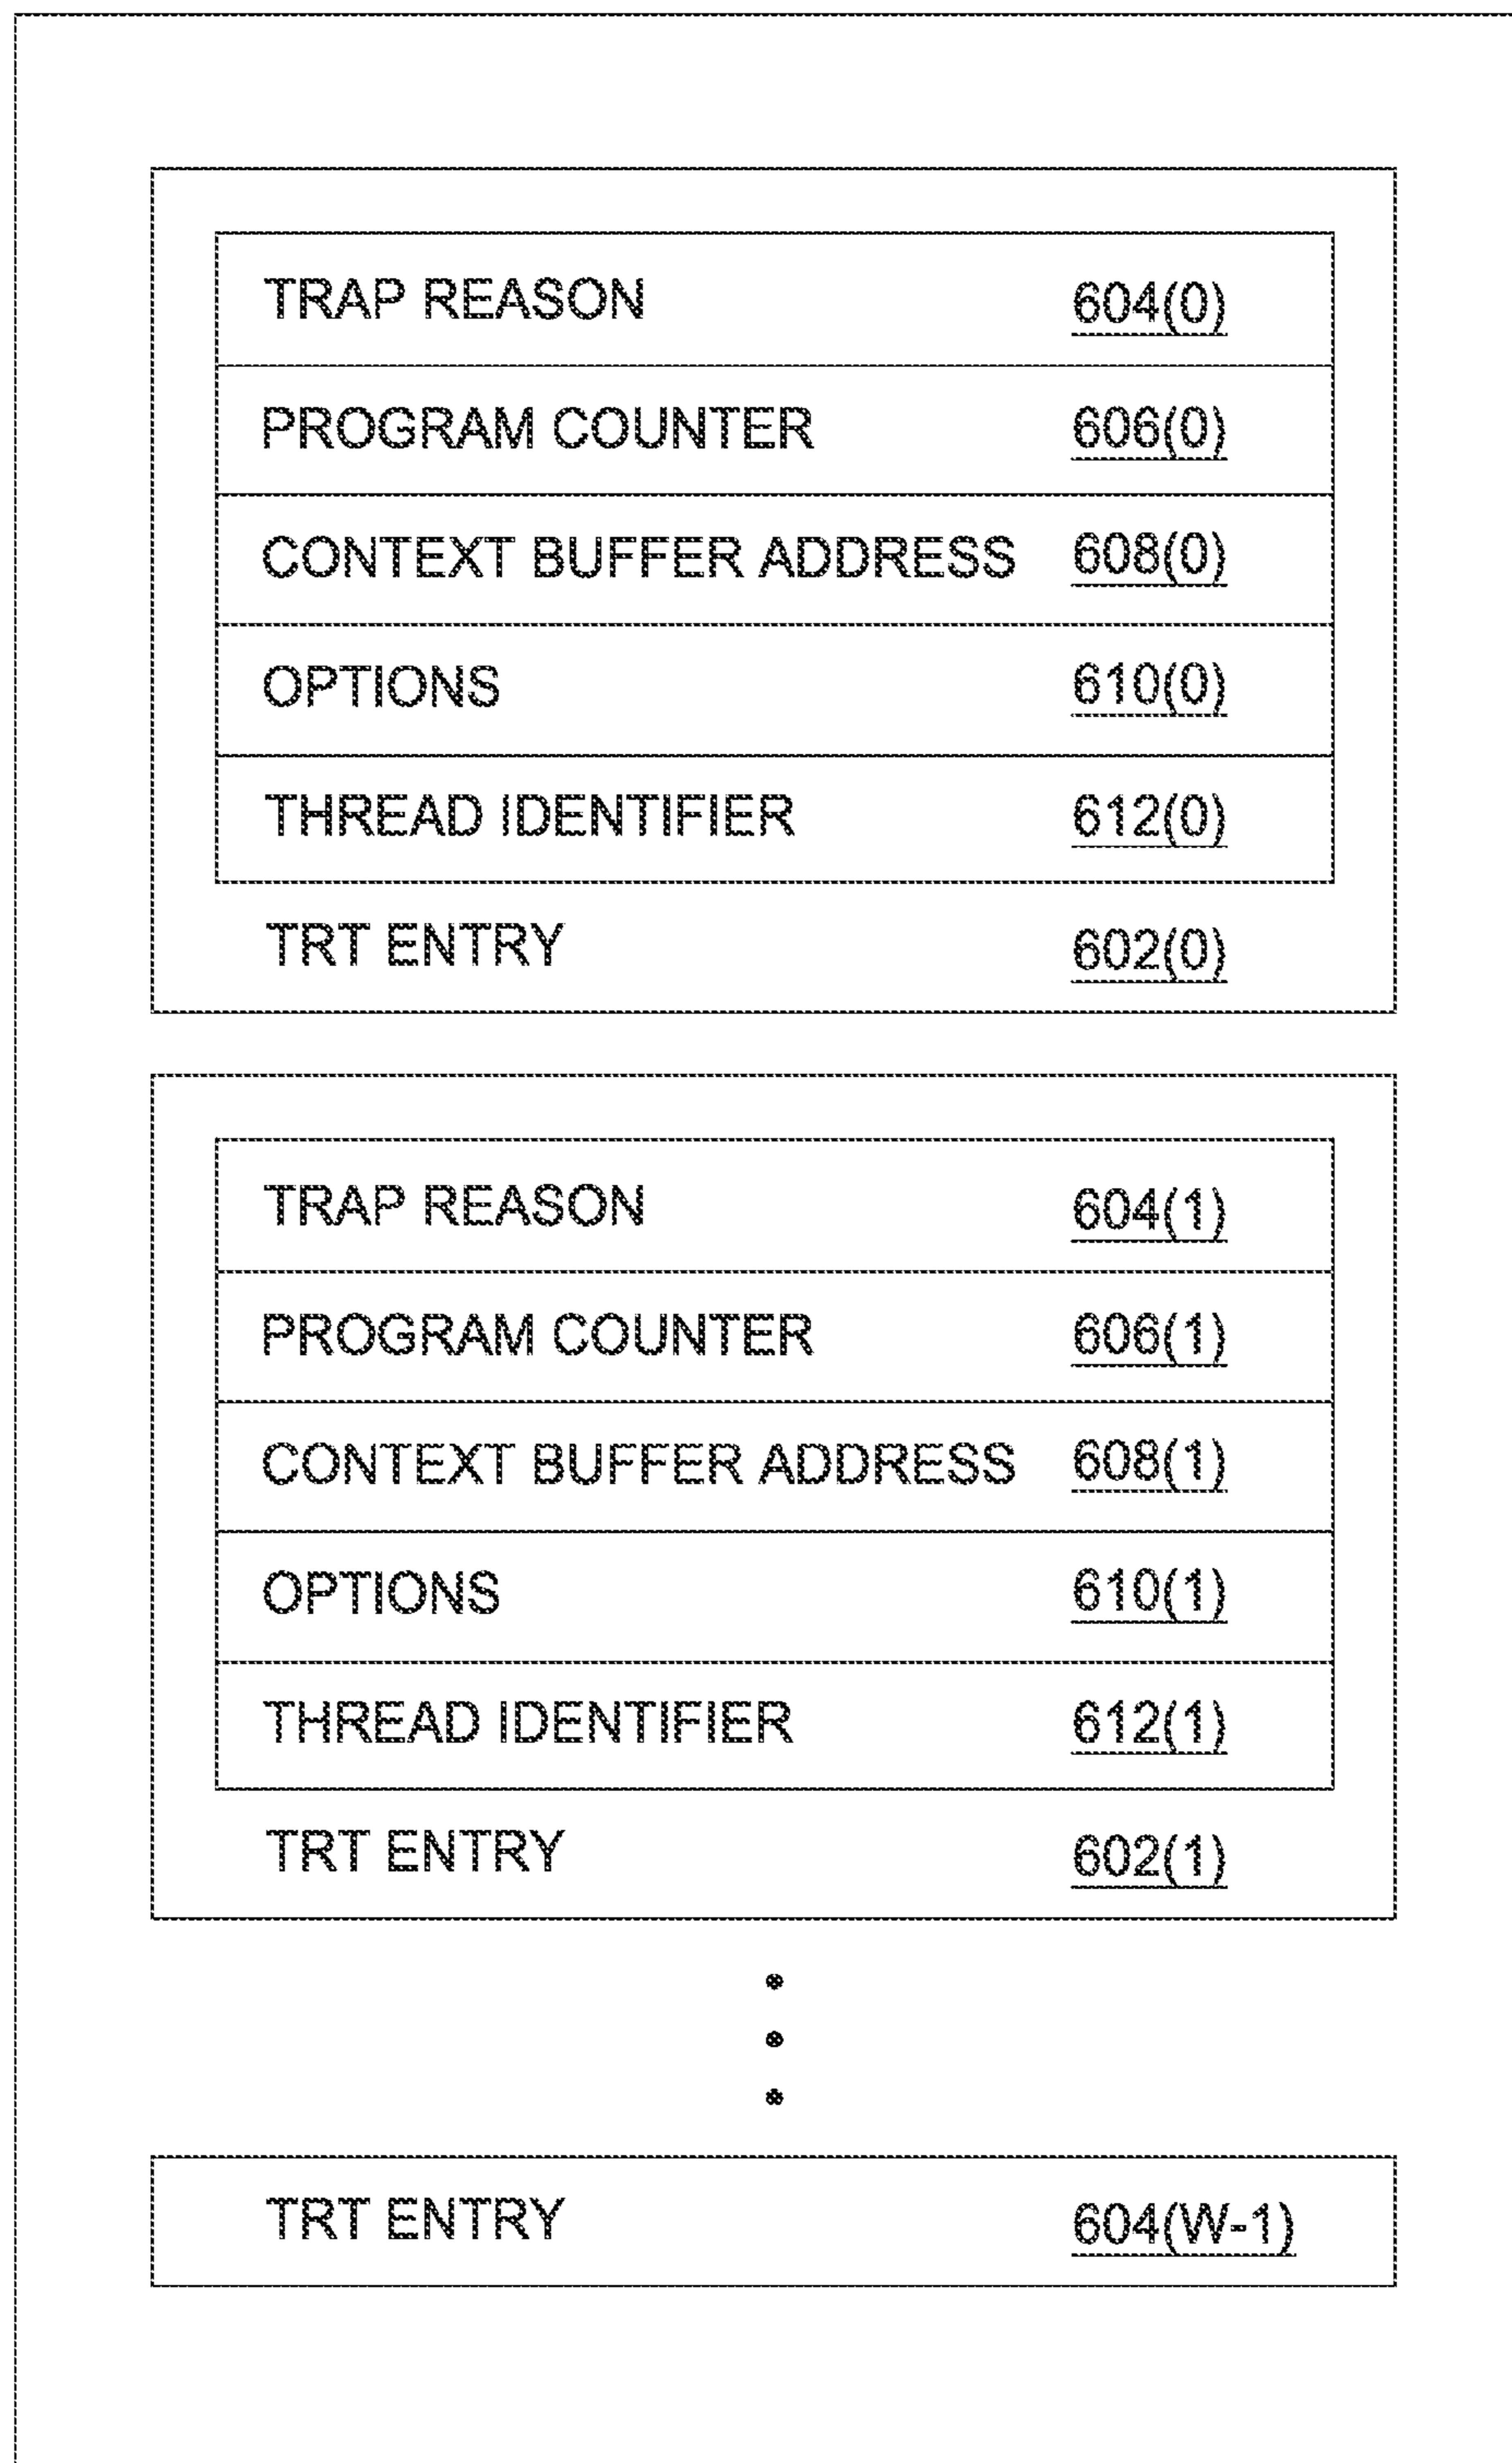 TRAP REASON 604(0)
PROGRAM COUNTER 606(0)
CONTEXT BUFFER ADDRESS 608(0)
OPTIONS 610(0)
THREAD IDENTIFIER 612(0)
TRT ENTRY 602(0)
TRAP REASON 604(1)
PROGRAM COUNTER 606(1)
CONTEXT BUFFER ADDRESS 608(1)
OPTIONS 610(1)
THREAD IDENTIFIER 612(1)
TRT ENTRY 602(1)
TRT ENTRY 604(W-1)